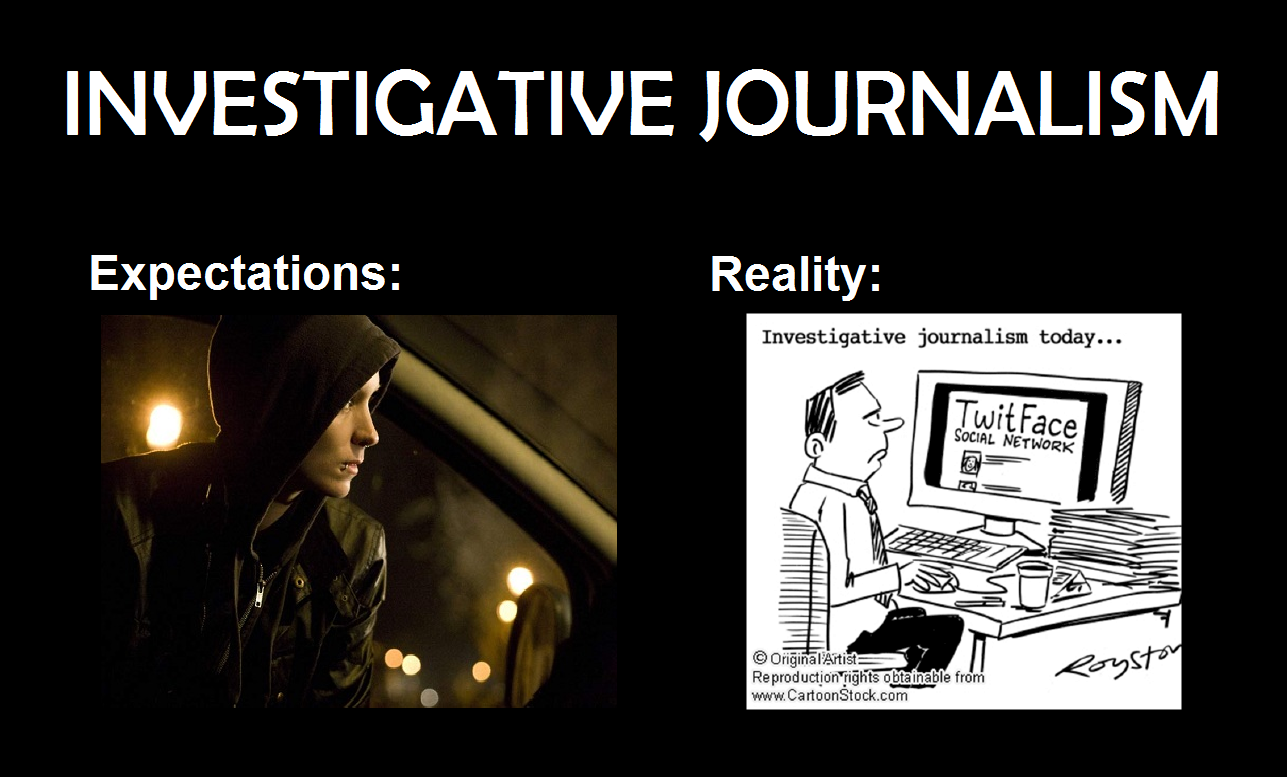 INVESTIGATIVE JOURNALISM
Expectations:
Reality:
Investigative journalism today...
TwitFace
SOCIAL NETWORK
© Original Artist
Reproduction rights obtainable from
www.CartoonStock.com
Royston